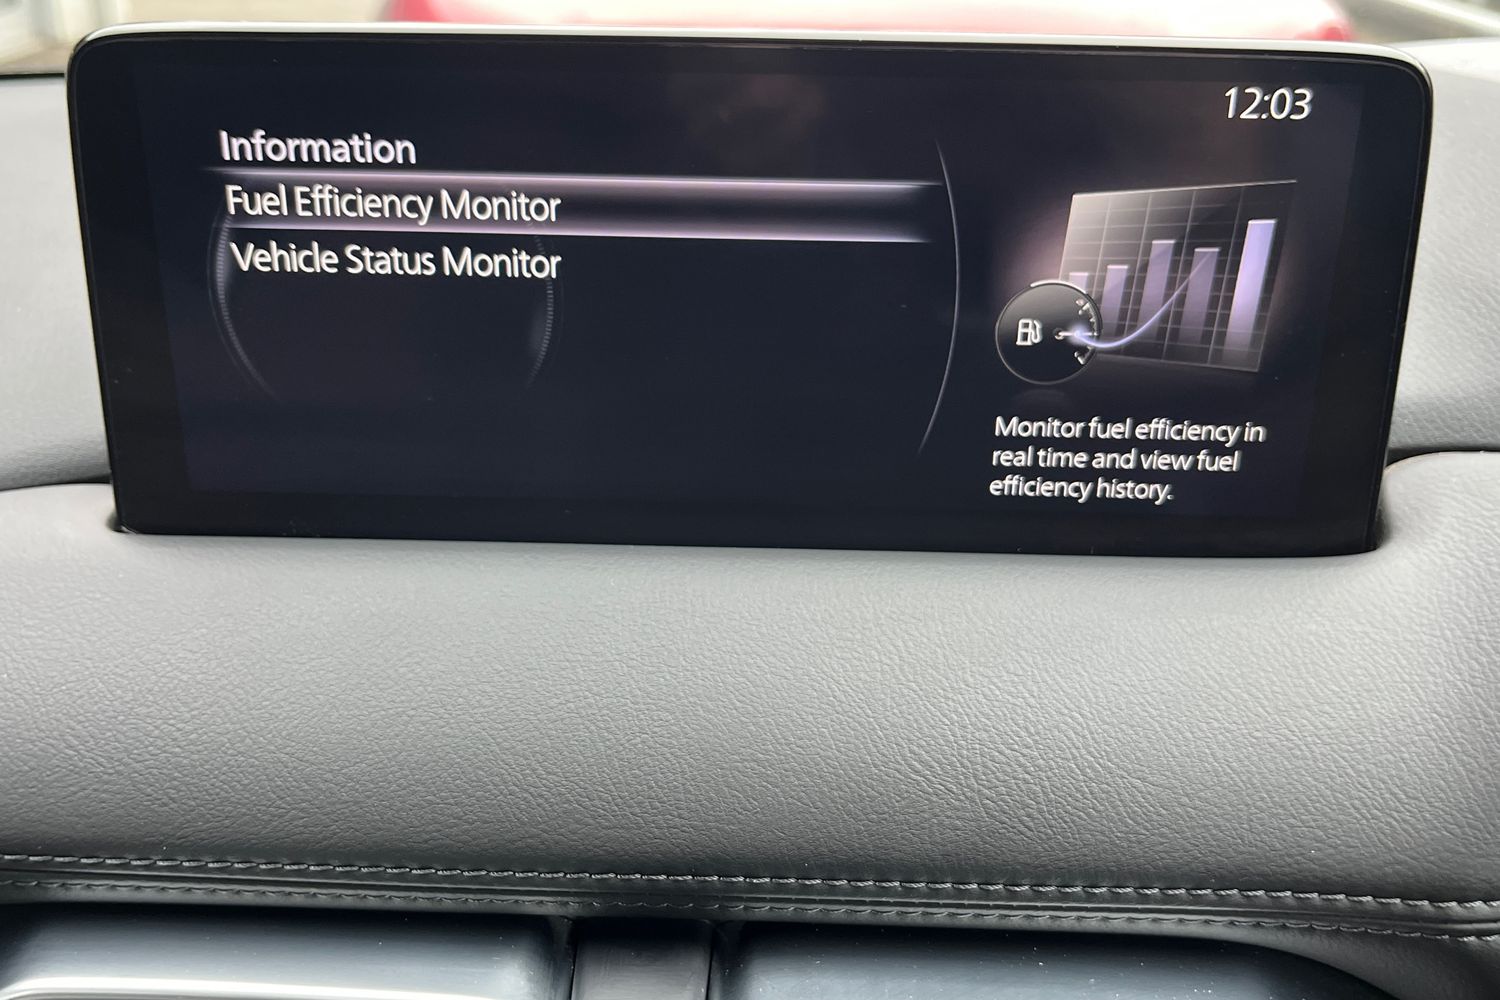 12:03
Information
Fuel Efficiency Monitor
Vehicle Status Monitor
Monitor fuel efficiency in
real time and view fuel
efficiency history.